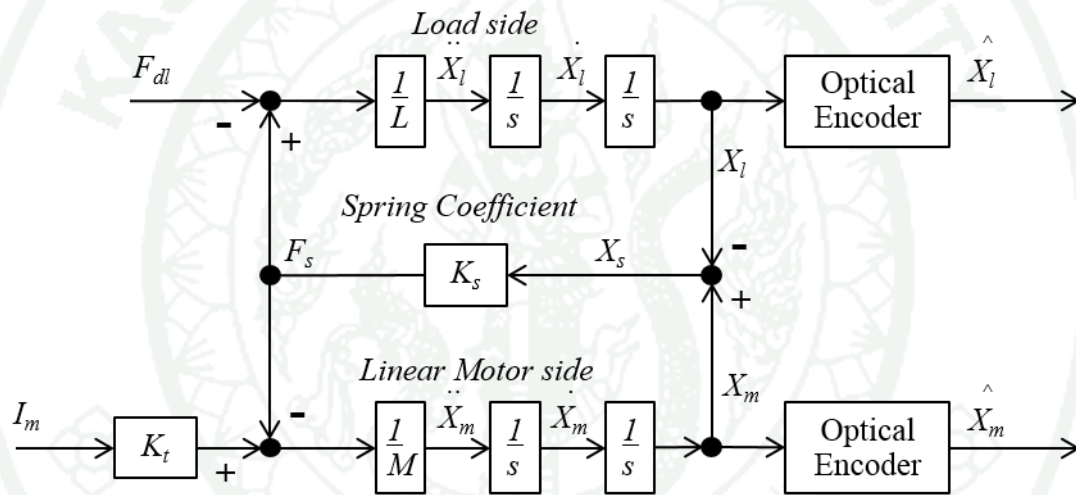 Load side
F_dl
-
+
1/L
Ẍ_l
1/s
Ẋ_l
1/s
Optical
Encoder
X̂_l
X_l
Spring Coefficient
F_s
K_s
X_s
-
+
Linear Motor side
X_m
I_m
K_t
+
-
1/M
Ẍ_m
1/s
Ẋ_m
1/s
Optical
Encoder
X̂_m